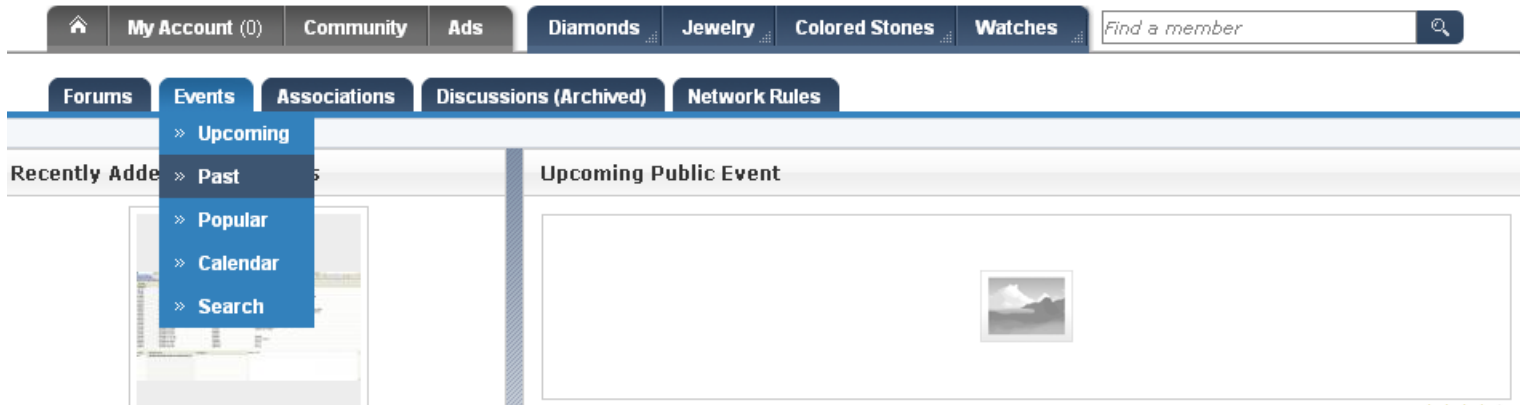 My Account (0) Community Ads Diamonds Jewelry Colored Stones Watches Find a member
Forums Events Associations Discussions (Archived) Network Rules
» Upcoming
Recently Adde
» Past
Upcoming Public Event
» Popular
» Calendar
» Search